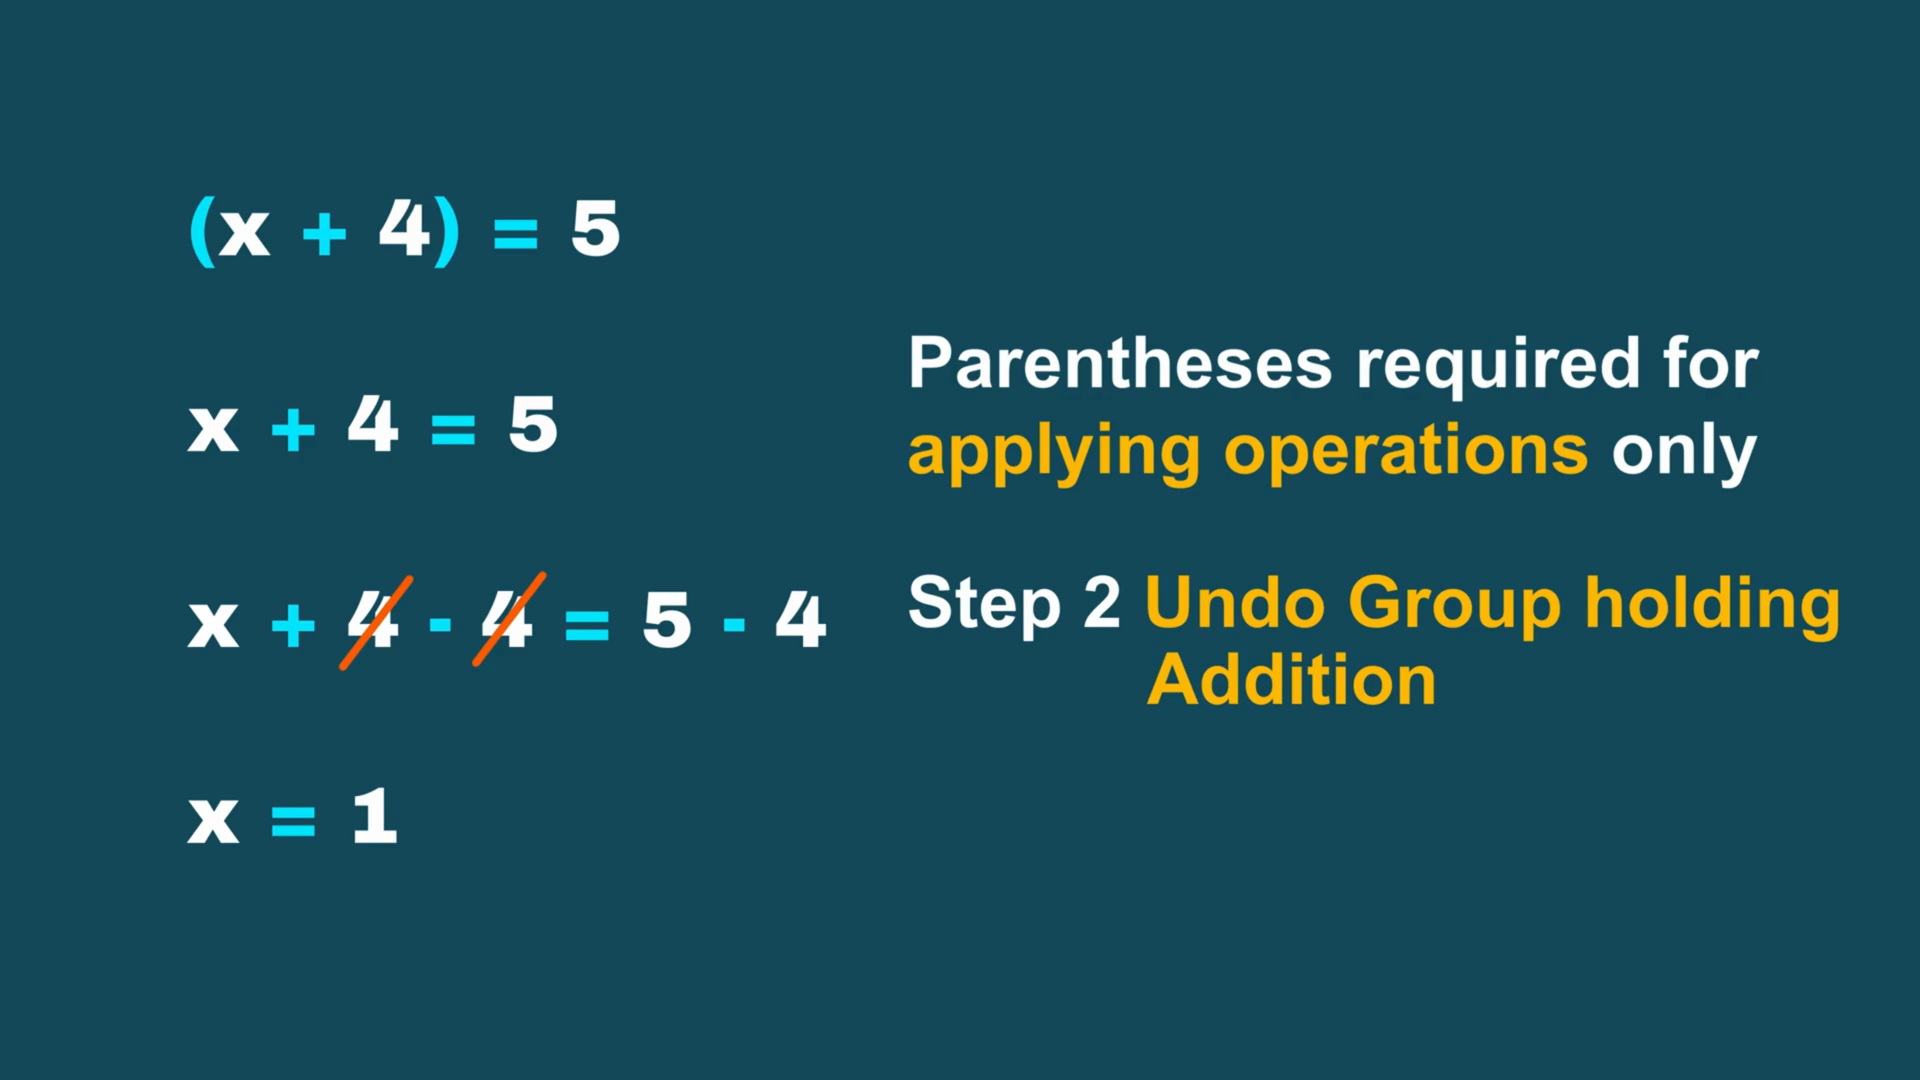 (x + 4) = 5
x + 4 = 5
Parentheses required for
applying operations only
x + 4 - 4 = 5 - 4
Step 2 Undo Group holding
Addition
x = 1